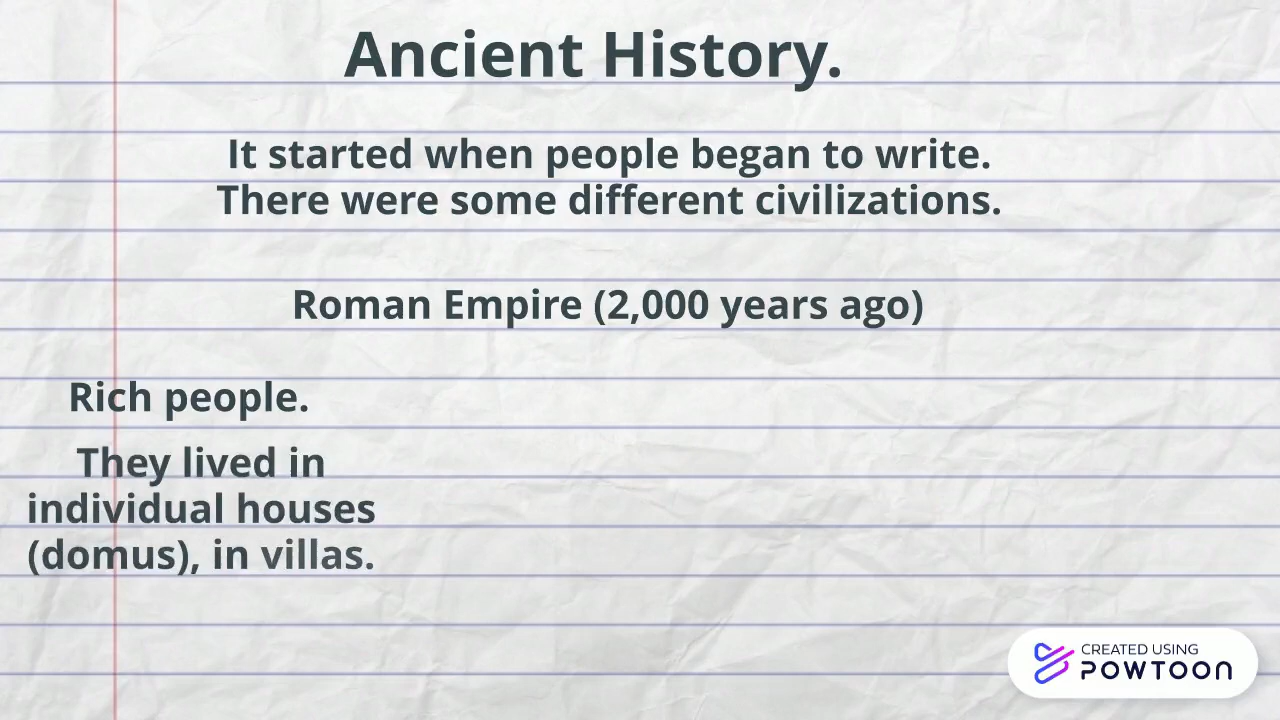 Ancient History.
It started when people began to write.
There were some different civilizations.
Roman Empire (2,000 years ago)
Rich people.
They lived in
individual houses
(domus), in villas.
CREATED USING
POWTOON